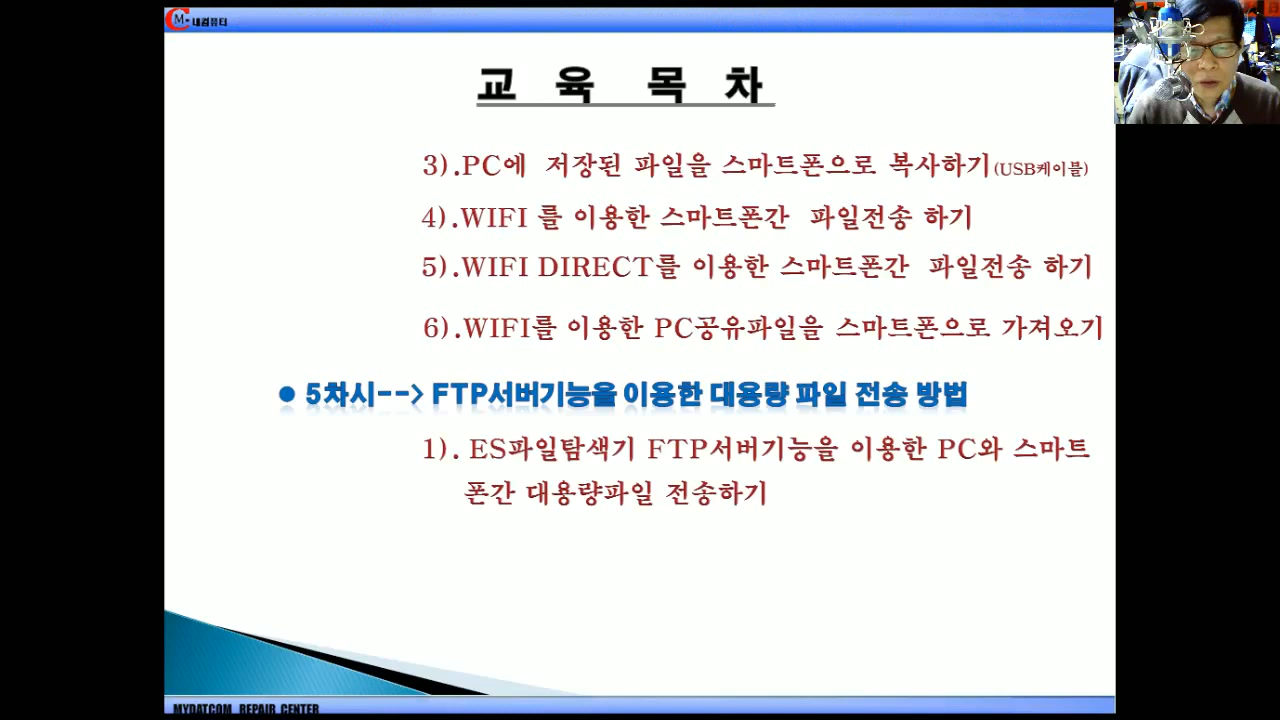 CM- 내컴퓨터
교 육 목 차
3).PC에 저장된 파일을 스마트폰으로 복사하기(USB케이블)
4).WIFI 를 이용한 스마트폰간 파일전송 하기
5).WIFI DIRECT를 이용한 스마트폰간 파일전송 하기
6).WIFI를 이용한 PC공유파일을 스마트폰으로 가져오기
● 5차시--> FTP서버기능을 이용한 대용량 파일 전송 방법
1). ES파일탐색기 FTP서버기능을 이용한 PC와 스마트
폰간 대용량파일 전송하기
MYDATCOM REPAIR CENTER